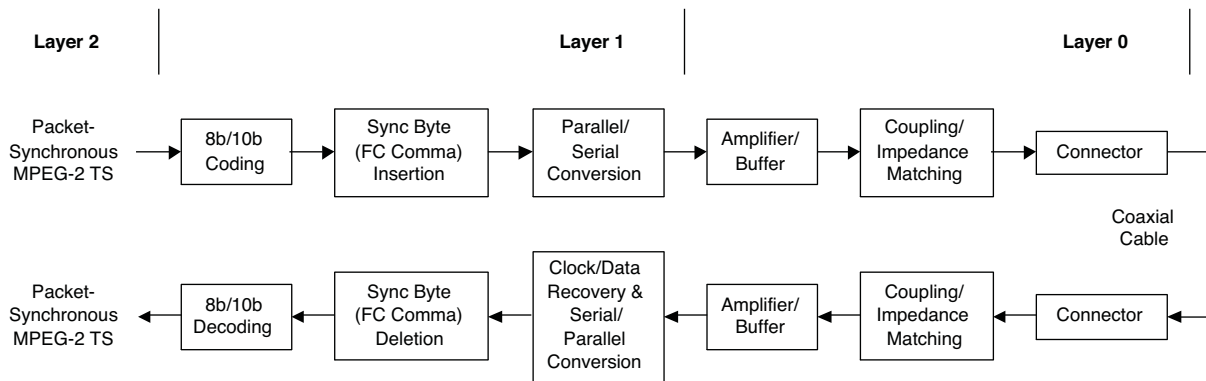 Layer 2
Layer 1
Layer 0
Packet-
Synchronous
MPEG-2 TS
8b/10b
Coding
Sync Byte
(FC Comma)
Insertion
Parallel/
Serial
Conversion
Amplifier/
Buffer
Coupling/
Impedance
Matching
Connector
Coaxial
Cable
Packet-
Synchronous
MPEG-2 TS
8b/10b
Decoding
Sync Byte
(FC Comma)
Deletion
Clock/Data
Recovery &
Serial/
Parallel
Conversion
Amplifier/
Buffer
Coupling/
Impedance
Matching
Connector